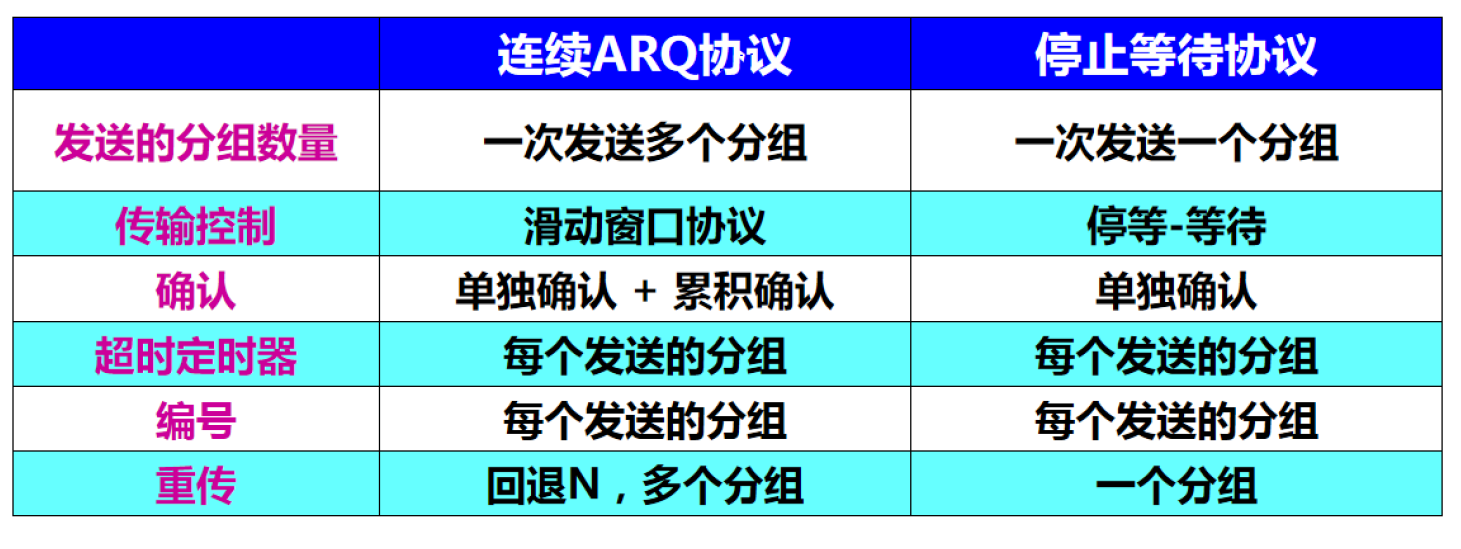 连续ARQ协议 停止等待协议
发送的分组数量 一次发送多个分组 一次发送一个分组
传输控制 滑动窗口协议 停等-等待
确认 单独确认 + 累积确认 单独确认
超时定时器 每个发送的分组 每个发送的分组
编号 每个发送的分组 每个发送的分组
重传 回退N，多个分组 一个分组